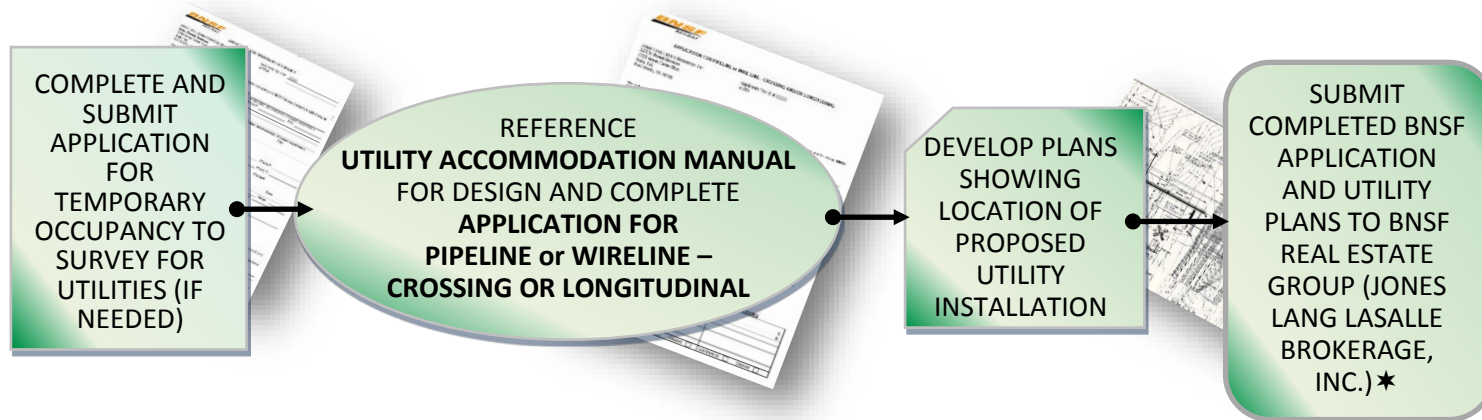 COMPLETE AND
SUBMIT
APPLICATION
FOR
TEMPORARY
OCCUPANCY TO
SURVEY FOR
UTILITIES (IF
NEEDED)
BNSF
RAILWAY
REFERENCE
UTILITY ACCOMMODATION MANUAL
FOR DESIGN AND COMPLETE
APPLICATION FOR
PIPELINE or WIRELINE –
CROSSING OR LONGITUDINAL
DEVELOP PLANS
SHOWING
LOCATION OF
PROPOSED
UTILITY
INSTALLATION
SUBMIT
COMPLETED BNSF
APPLICATION
AND UTILITY
PLANS TO BNSF
REAL ESTATE
GROUP (JONES
LANG LASALLE
BROKERAGE,
INC.)✶